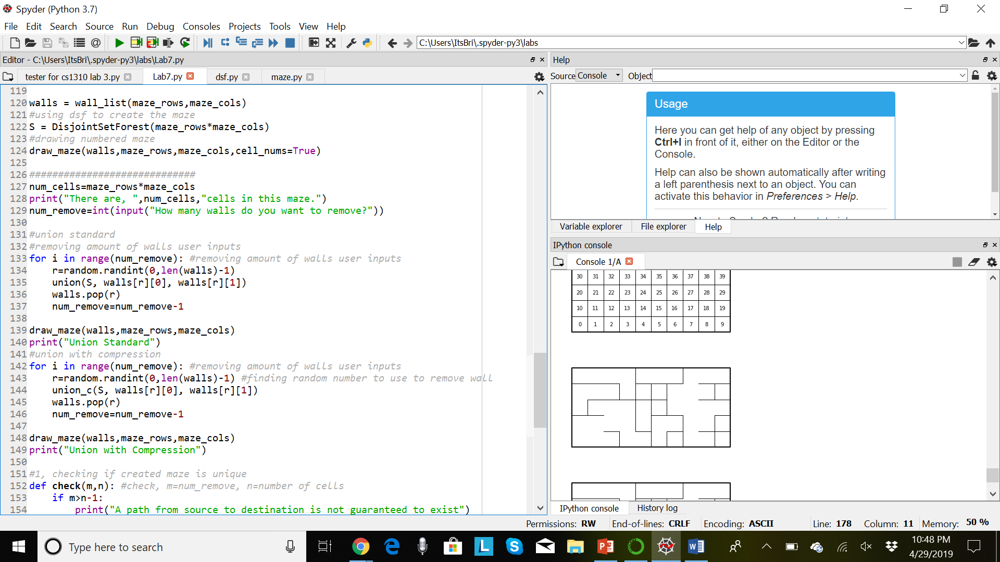 Spyder (Python 3.7)
File Edit Search Source Run Debug Consoles Projects Tools View Help
C:\Users\ItsBri\.spyder-py3\labs
Editor - C:\Users\ItsBri\.spyder-py3\labs\Lab7.py
tester for cs1310 lab 3.py Lab7.py dsf.py maze.py
119
120 walls = wall_list(maze_rows,maze_cols)
121 #using dsf to create the maze
122 S = DisjointSetForest(maze_rows*maze_cols)
123 #drawing numbered maze
124 draw_maze(walls,maze_rows,maze_cols,cell_nums=True)
125
126 #############################
127 num_cells=maze_rows*maze_cols
128 print("There are, ",num_cells,"cells in this maze.")
129 num_remove=int(input("How many walls do you want to remove?"))
130
131 #union standard
132 #removing amount of walls user inputs
133 for i in range(num_remove): #removing amount of walls user inputs
134     r=random.randint(0,len(walls)-1)
135     union(S, walls[r][0], walls[r][1])
136     walls.pop(r)
137     num_remove=num_remove-1
138
139 draw_maze(walls,maze_rows,maze_cols)
140 print("Union Standard")
141 #union with compression
142 for i in range(num_remove): #removing amount of walls user inputs
143     r=random.randint(0,len(walls)-1) #finding random number to use to remove wall
144     union_c(S, walls[r][0], walls[r][1])
145     walls.pop(r)
146     num_remove=num_remove-1
147
148 draw_maze(walls,maze_rows,maze_cols)
149 print("Union with Compression")
150
151 #1, checking if created maze is unique
152 def check(m,n): #check, m=num_remove, n=number of cells
153     if m>n-1:
154         print("A path from source to destination is not guaranteed to exist")
Help
Source Console Object
Usage
Here you can get help of any object by pressing
Ctrl+I in front of it, either on the Editor or the
Console.
Help can also be shown automatically after writing
a left parenthesis next to an object. You can
activate this behavior in Preferences > Help.
Variable explorer File explorer Help
IPython console
Console 1/A
30 31 32 33 34 35 36 37 38 39
20 21 22 23 24 25 26 27 28 29
10 11 12 13 14 15 16 17 18 19
0 1 2 3 4 5 6 7 8 9
IPython console History log
Permissions: RW End-of-lines: CRLF Encoding: ASCII Line: 178 Column: 11 Memory: 50 %
Type here to search
10:48 PM
4/29/2019